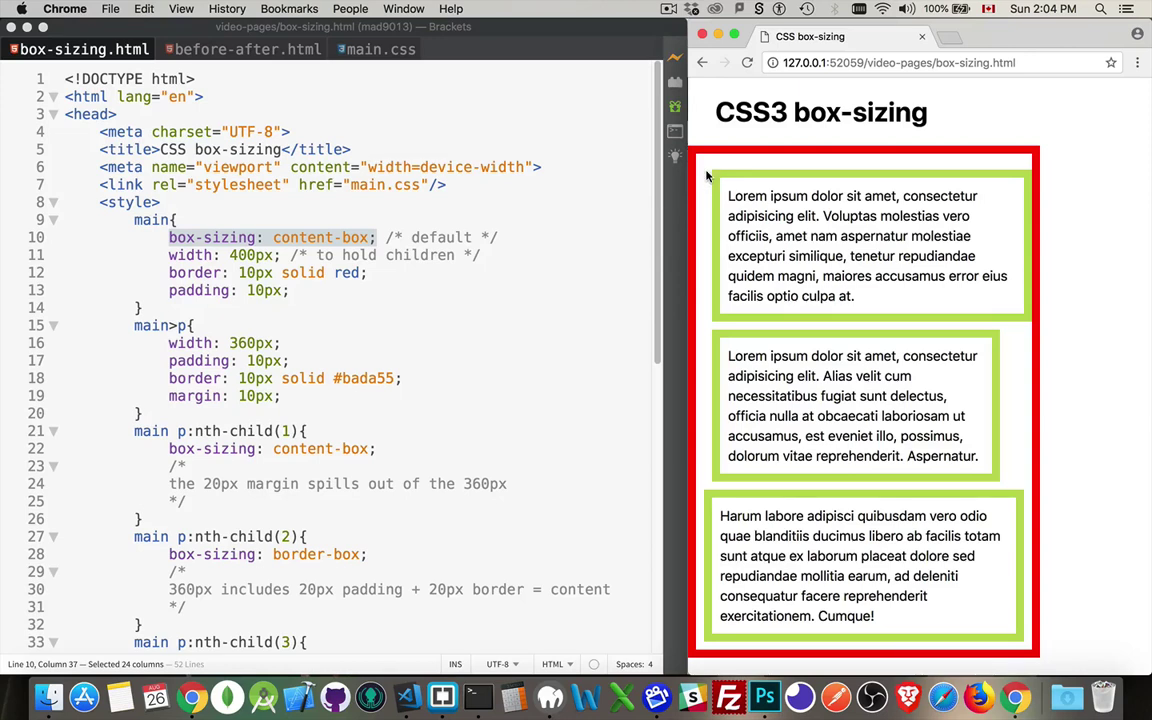 Chrome File Edit View History Bookmarks People Window Help
100% Sun 2:04 PM
video-pages/box-sizing.html (mad9013) — Brackets
box-sizing.html before-after.html main.css
1 <!DOCTYPE html>
2 <html lang="en">
3 <head>
4 <meta charset="UTF-8">
5 <title>CSS box-sizing</title>
6 <meta name="viewport" content="width=device-width">
7 <link rel="stylesheet" href="main.css"/>
8 <style>
9 main{
10 box-sizing: content-box; /* default */
11 width: 400px; /* to hold children */
12 border: 10px solid red;
13 padding: 10px;
14 }
15 main>p{
16 width: 360px;
17 padding: 10px;
18 border: 10px solid #bada55;
19 margin: 10px;
20 }
21 main p:nth-child(1){
22 box-sizing: content-box;
23 /*
24 the 20px margin spills out of the 360px
25 */
26 }
27 main p:nth-child(2){
28 box-sizing: border-box;
29 /*
30 360px includes 20px padding + 20px border = content
31 */
32 }
33 main p:nth-child(3){
Line 10, Column 37 — Selected 24 columns — 52 Lines
INS UTF-8 HTML Spaces: 4
CSS box-sizing
127.0.0.1:52059/video-pages/box-sizing.html
CSS3 box-sizing
Lorem ipsum dolor sit amet, consectetur
adipisicing elit. Voluptas molestias vero
officiis, amet nam aspernatur molestiae
excepturi similique, tenetur repudiandae
quidem magni, maiores accusamus error eius
facilis optio culpa at.
Lorem ipsum dolor sit amet, consectetur
adipisicing elit. Alias velit cum
necessitatibus fugiat sunt delectus,
officia nulla at obcaecati laboriosam ut
accusamus, est eveniet illo, possimus,
dolorum vitae reprehenderit. Aspernatur.
Harum labore adipisci quibusdam vero odio
quae blanditiis ducimus libero ab facilis totam
sunt atque ex laborum placeat dolore sed
repudiandae mollitia earum, ad deleniti
consequatur facere reprehenderit
exercitationem. Cumque!
AUG
26
Fz
Ps